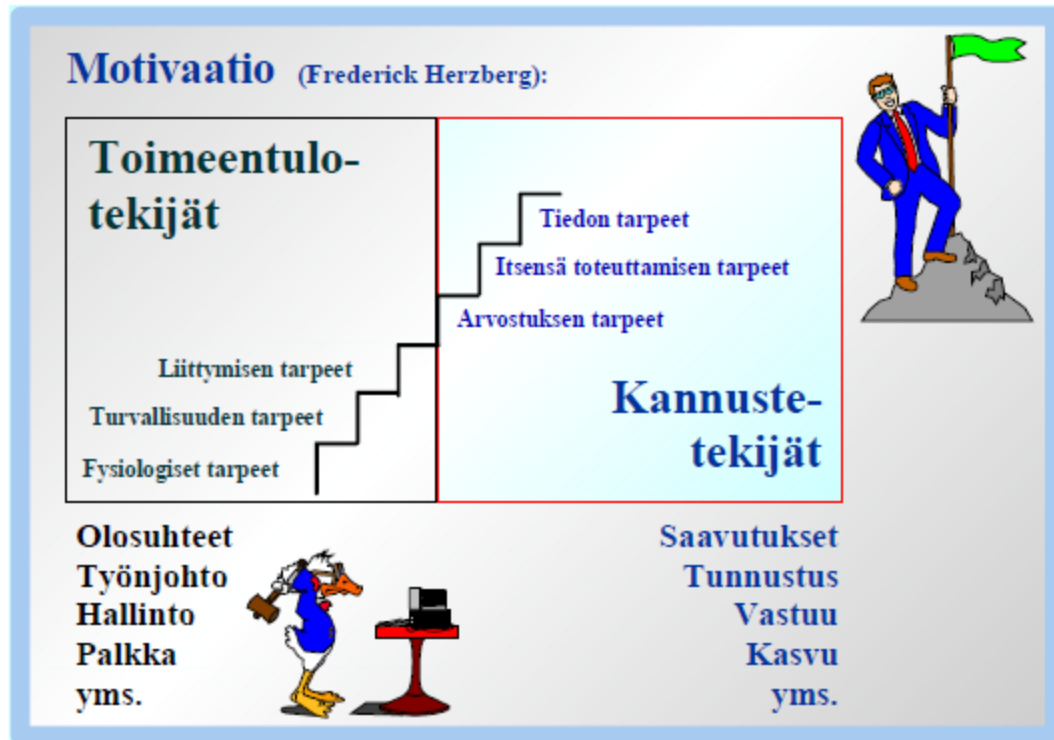 Motivaatio (Frederick Herzberg):
Toimeentulo-
tekijät
Tiedon tarpeet
Itsensä toteuttamisen tarpeet
Arvostuksen tarpeet
Liittymisen tarpeet
Turvallisuuden tarpeet
Fysiologiset tarpeet
Kannuste-
tekijät
Olosuhteet
Työnjohto
Hallinto
Palkka
yms.
Saavutukset
Tunnustus
Vastuu
Kasvu
yms.